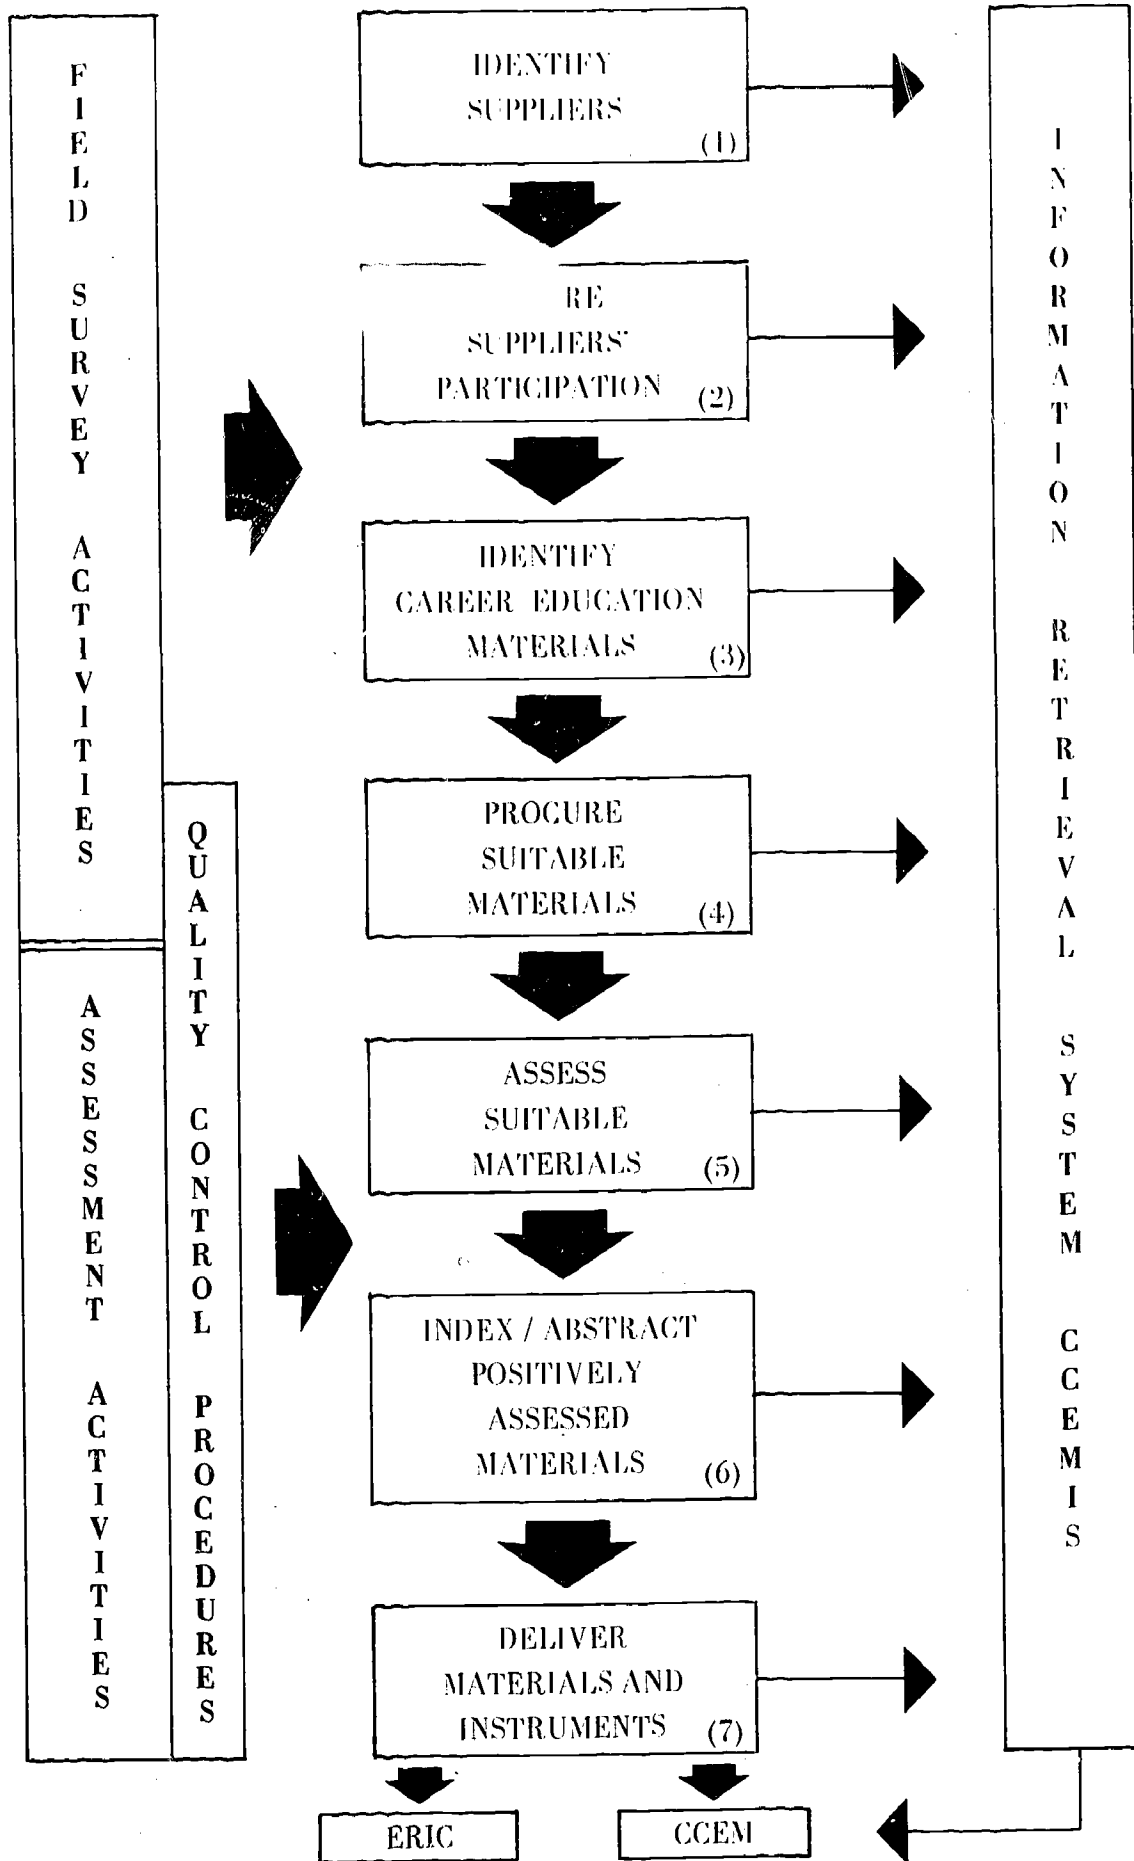 FIELD SURVEY ACTIVITIES
ASSESSMENT ACTIVITIES
QUALITY CONTROL PROCEDURES
IDENTIFY
SUPPLIERS
(1)
RE
SUPPLIERS'
PARTICIPATION
(2)
IDENTIFY
CAREER EDUCATION
MATERIALS
(3)
PROCURE
SUITABLE
MATERIALS
(4)
ASSESS
SUITABLE
MATERIALS
(5)
INDEX / ABSTRACT
POSITIVELY
ASSESSED
MATERIALS
(6)
DELIVER
MATERIALS AND
INSTRUMENTS
(7)
ERIC
CCEM
INFORMATION RETRIEVAL SYSTEM CCEMIS